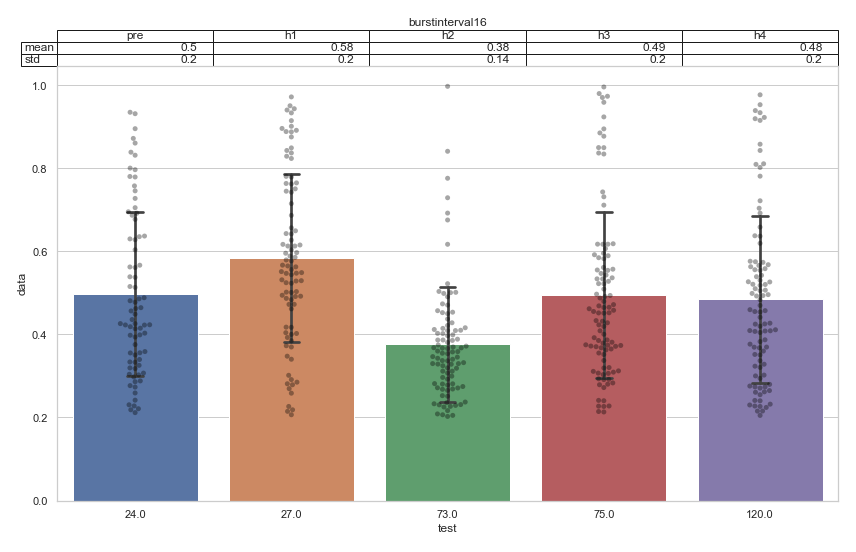 burstinterval16
pre h1 h2 h3 h4
mean 0.5 0.58 0.38 0.49 0.48
std 0.2 0.2 0.14 0.2 0.2
1.0
0.8
0.6
data
0.4
0.2
0.0
24.0 27.0 73.0 75.0 120.0
test